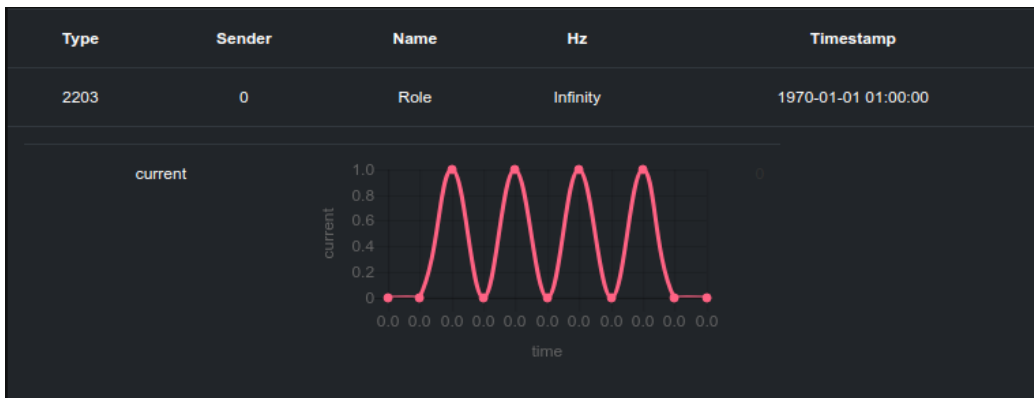 Type Sender Name Hz Timestamp
2203 0 Role Infinity 1970-01-01 01:00:00
current 0
1.0
0.8
0.6
0.4
0.2
0
current
0.0 0.0 0.0 0.0 0.0 0.0 0.0 0.0 0.0 0.0 0.0
time